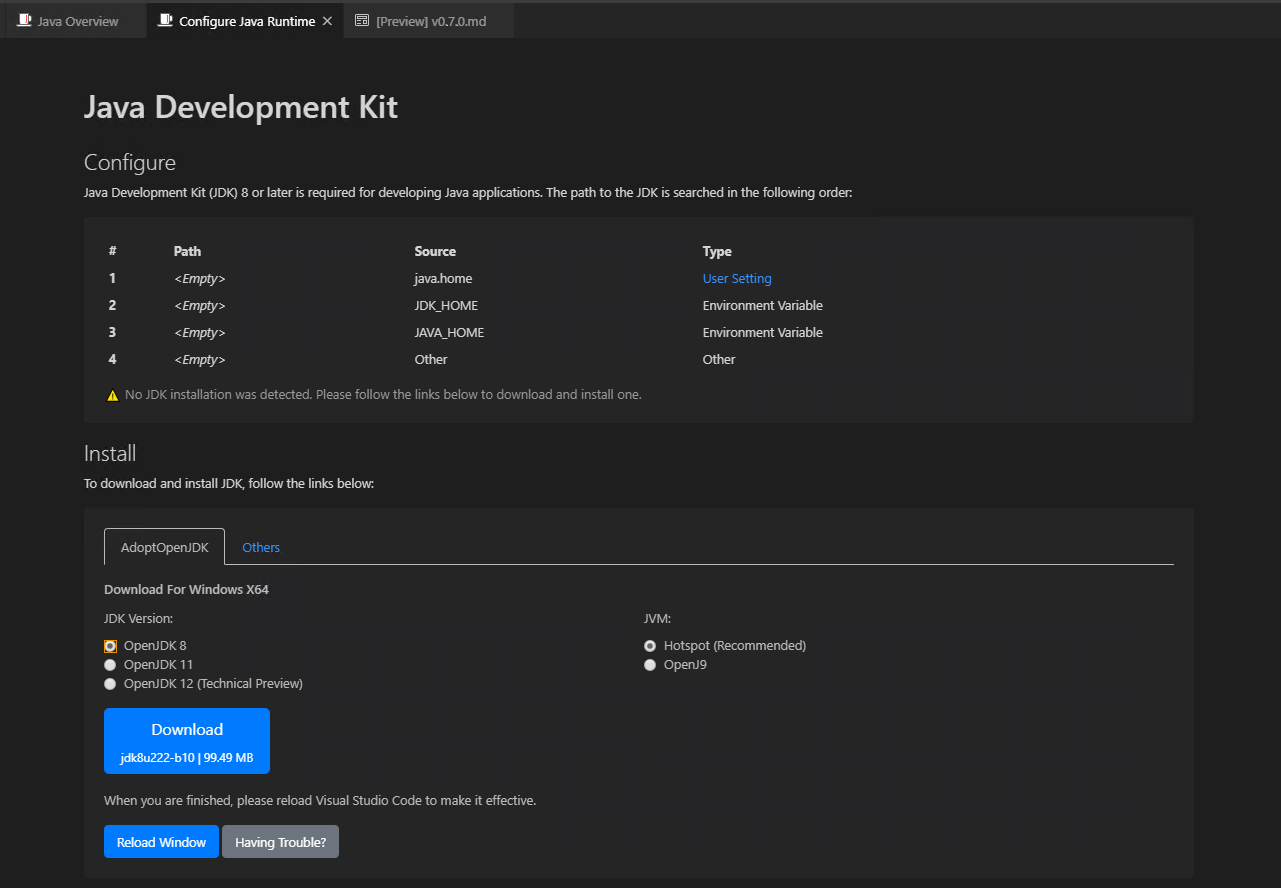 Java Overview Configure Java Runtime [Preview] v0.7.0.md
Java Development Kit
Configure
Java Development Kit (JDK) 8 or later is required for developing Java applications. The path to the JDK is searched in the following order:
# Path Source Type
1 <Empty> java.home User Setting
2 <Empty> JDK_HOME Environment Variable
3 <Empty> JAVA_HOME Environment Variable
4 <Empty> Other Other
No JDK installation was detected. Please follow the links below to download and install one.
Install
To download and install JDK, follow the links below:
AdoptOpenJDK Others
Download For Windows X64
JDK Version: JVM:
OpenJDK 8 Hotspot (Recommended)
OpenJDK 11 OpenJ9
OpenJDK 12 (Technical Preview)
Download
jdk8u222-b10 | 99.49 MB
When you are finished, please reload Visual Studio Code to make it effective.
Reload Window Having Trouble?